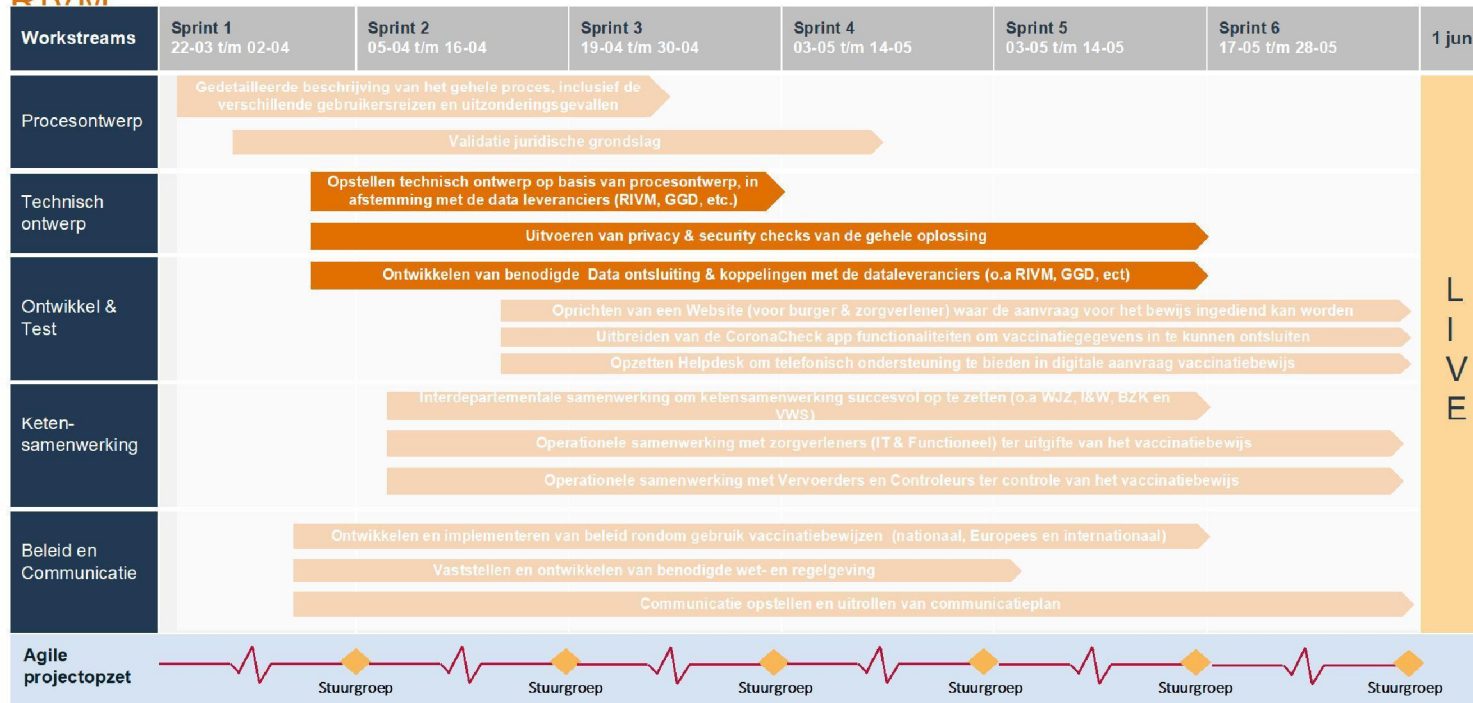 RIVM
Workstreams
Sprint 1
22-03 t/m 02-04
Sprint 2
05-04 t/m 16-04
Sprint 3
19-04 t/m 30-04
Sprint 4
03-05 t/m 14-05
Sprint 5
03-05 t/m 14-05
Sprint 6
17-05 t/m 28-05
1 jun
Procesontwerp
Gedetailleerde beschrijving van het gehele proces, inclusief de
verschillende gebruikersreizen en uitzonderingsgevallen
Validatie juridische grondslag
Technisch
ontwerp
Opstellen technisch ontwerp op basis van procesontwerp, in
afstemming met de data leveranciers (RIVM, GGD, etc.)
Uitvoeren van privacy & security checks van de gehele oplossing
Ontwikkel &
Test
Ontwikkelen van benodigde Data ontsluiting & koppelingen met de dataleveranciers (o.a RIVM, GGD, ect)
Oprichten van een Website (voor burger & zorgverlener) waar de aanvraag voor het bewijs ingediend kan worden
Uitbreiden van de CoronaCheck app functionaliteiten om vaccinatiegegevens in te kunnen ontsluiten
Opzetten Helpdesk om telefonisch ondersteuning te bieden in digitale aanvraag vaccinatiebewijs
Keten-
samenwerking
Interdepartementale samenwerking om ketensamenwerking succesvol op te zetten (o.a WJZ, I&W, BZK en
VWS)
Operationele samenwerking met zorgverleners (IT & Functioneel) ter uitgifte van het vaccinatiebewijs
Operationele samenwerking met Vervoerders en Controleurs ter controle van het vaccinatiebewijs
Beleid en
Communicatie
Ontwikkelen en implementeren van beleid rondom gebruik vaccinatiebewijzen (nationaal, Europees en internationaal)
Vaststellen en ontwikkelen van benodigde wet- en regelgeving
Communicatie opstellen en uitrollen van communicatieplan
L
I
V
E
Agile
projectopzet
Stuurgroep
Stuurgroep
Stuurgroep
Stuurgroep
Stuurgroep
Stuurgroep